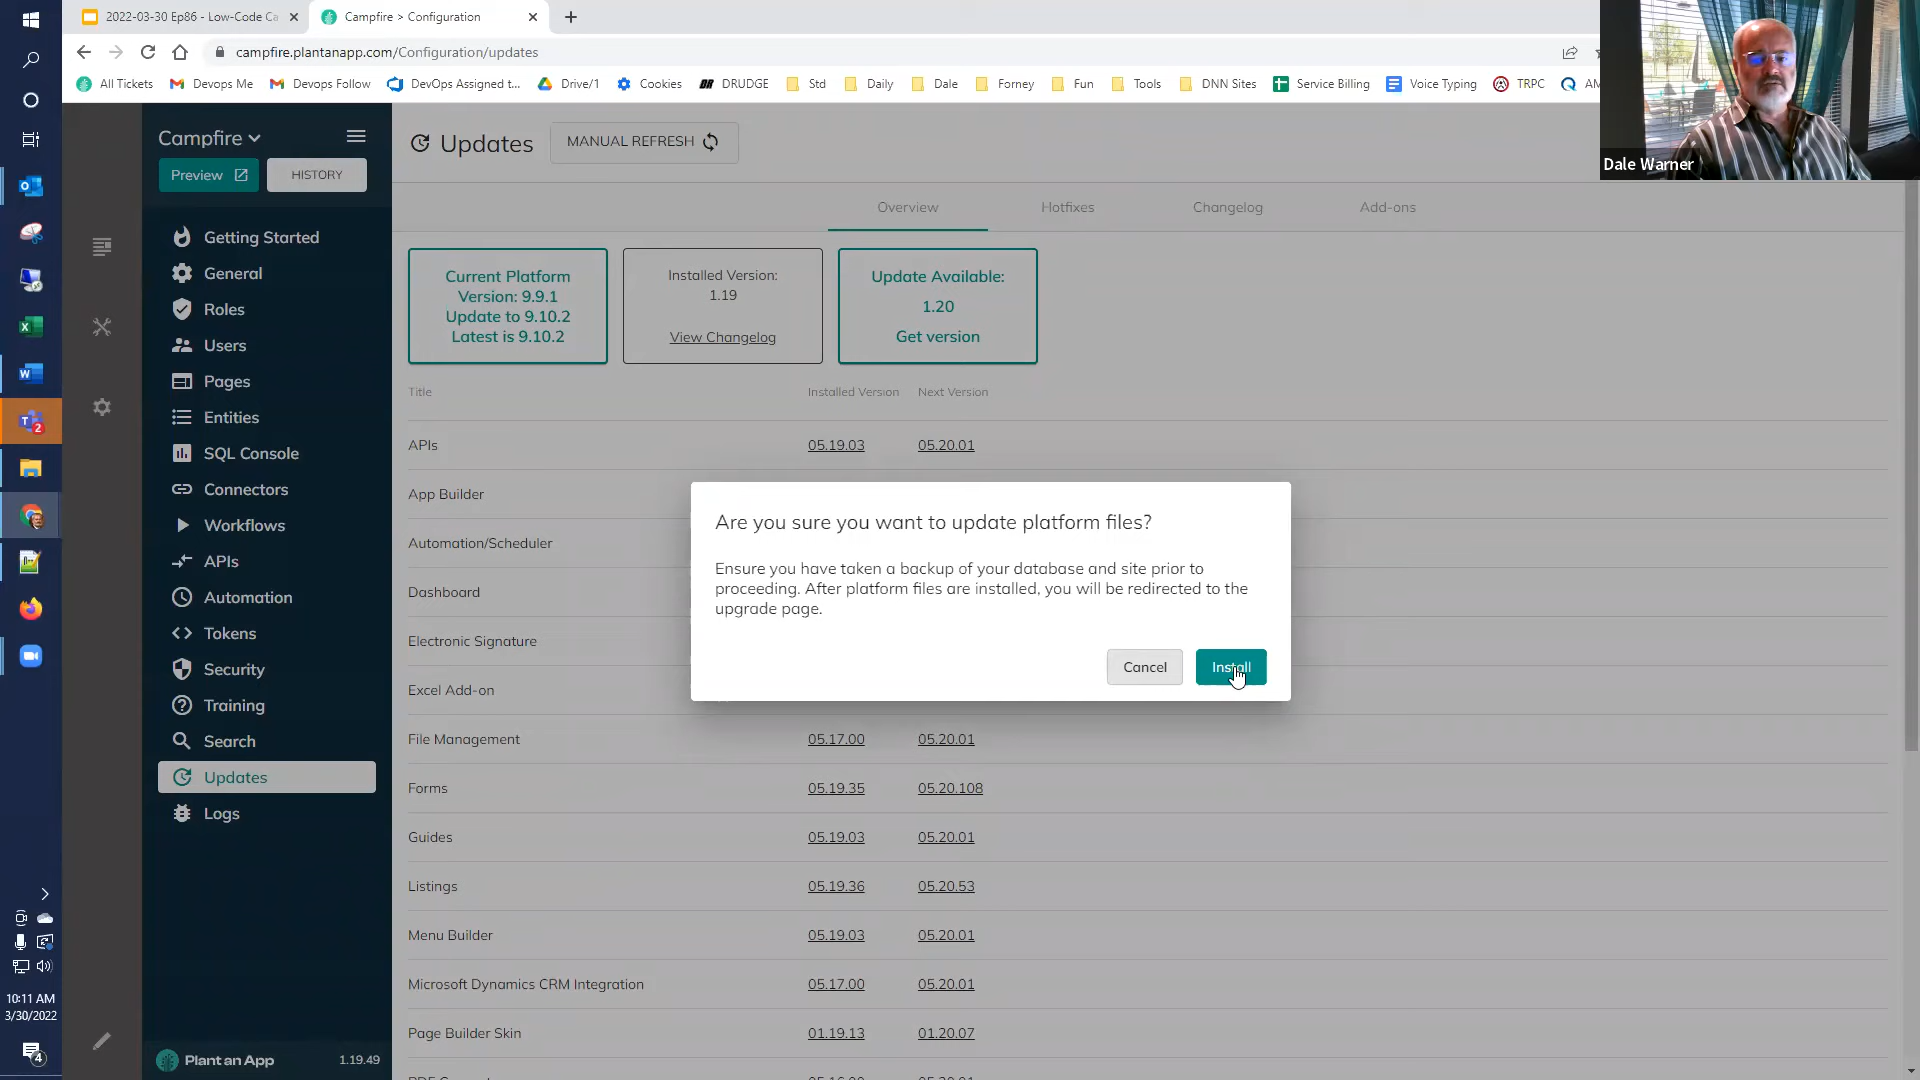 2022-03-30 Ep86 - Low-Code Ca
Campfire > Configuration
campfire.plantanapp.com/Configuration/updates
All Tickets
Devops Me
Devops Follow
DevOps Assigned t...
Drive/1
Cookies
DRUDGE
Std
Daily
Dale
Forney
Fun
Tools
DNN Sites
Service Billing
Voice Typing
TRPC
Dale Warner
Campfire
Preview
HISTORY
Getting Started
General
Roles
Users
Pages
Entities
SQL Console
Connectors
Workflows
APIs
Automation
Tokens
Security
Training
Search
Updates
Logs
Plant an App
1.19.49
Updates
MANUAL REFRESH
Overview
Hotfixes
Changelog
Add-ons
Current Platform
Version: 9.9.1
Update to 9.10.2
Latest is 9.10.2
Installed Version:
1.19
View Changelog
Update Available:
1.20
Get version
Title Installed Version Next Version
APIs 05.19.03 05.20.01
App Builder
Automation/Scheduler
Dashboard
Electronic Signature
Excel Add-on
File Management 05.17.00 05.20.01
Forms 05.19.35 05.20.108
Guides 05.19.03 05.20.01
Listings 05.19.36 05.20.53
Menu Builder 05.19.03 05.20.01
Microsoft Dynamics CRM Integration 05.17.00 05.20.01
Page Builder Skin 01.19.13 01.20.07
Are you sure you want to update platform files?
Ensure you have taken a backup of your database and site prior to
proceeding. After platform files are installed, you will be redirected to the
upgrade page.
Cancel
Install
10:11 AM
3/30/2022
4